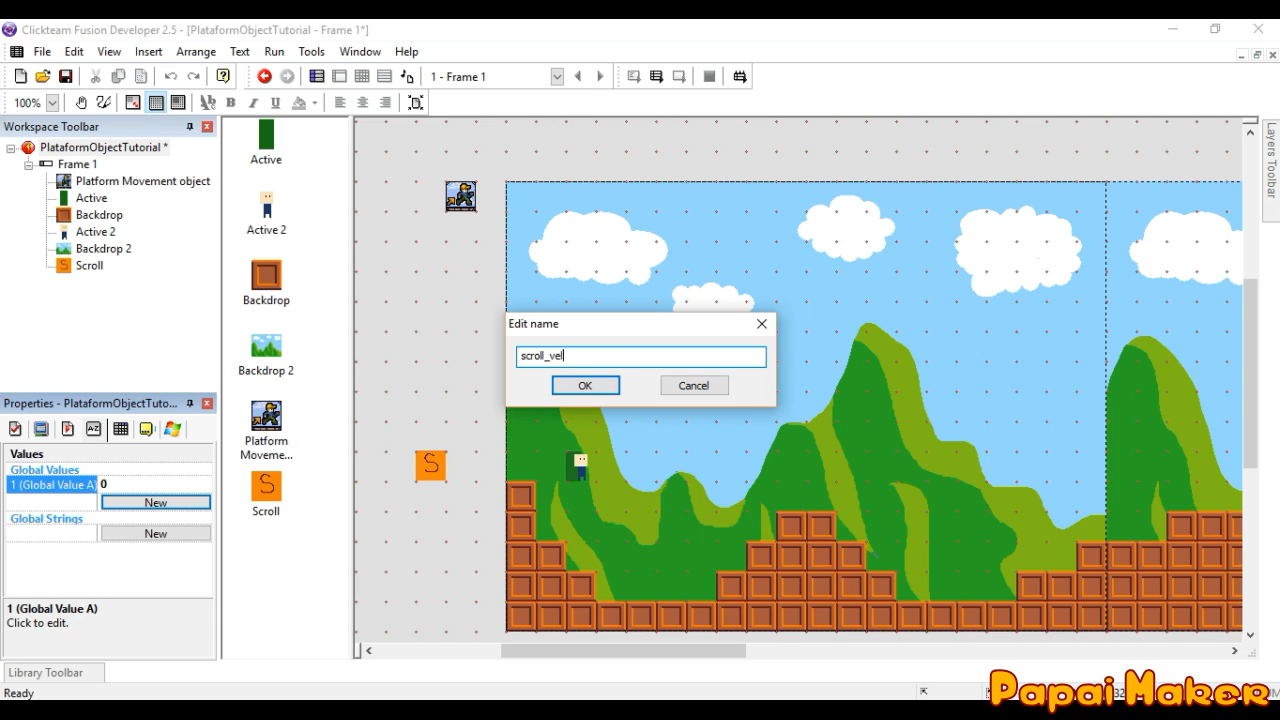 Clickteam Fusion Developer 2.5 - [PlataformObjectTutorial - Frame 1*]
File Edit View Insert Arrange Text Run Tools Window Help
1 - Frame 1
100% B I U
Workspace Toolbar
PlataformObjectTutorial *
Frame 1
Platform Movement object
Active
Backdrop
Active 2
Backdrop 2
Scroll
Active
Active 2
Backdrop
Backdrop 2
Platform
Moveme...
Scroll
S
S
Layers Toolbar
Edit name
scroll_vel
OK Cancel
Properties - PlataformObjectTuto...
Values
Global Values
1 (Global Value A) 0
New
Global Strings
New
1 (Global Value A)
Click to edit.
Library Toolbar
Ready
Papai Maker